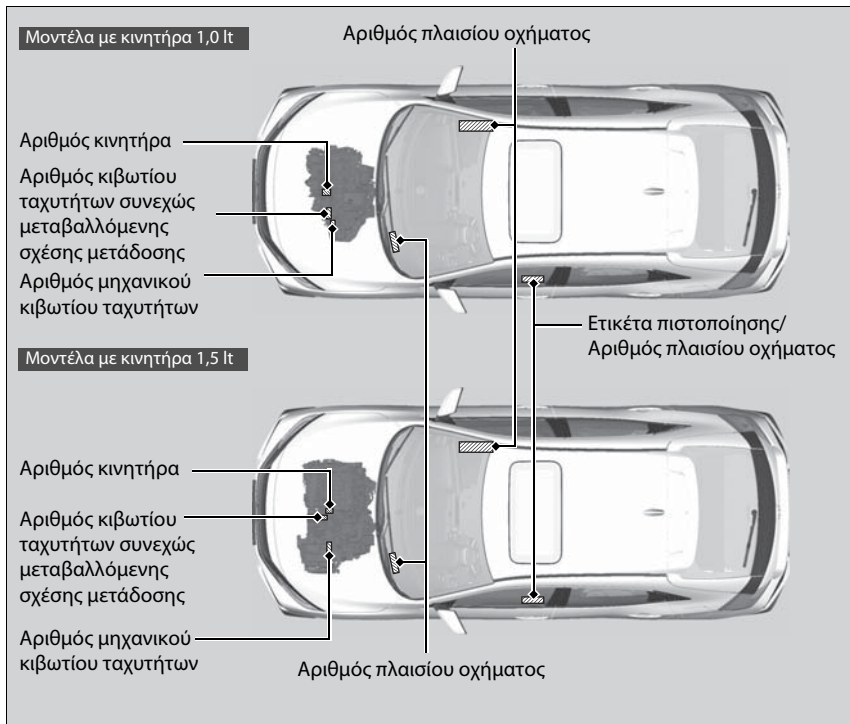 Μοντέλα με κινητήρα 1,0 lt
Αριθμός πλαισίου οχήματος
Αριθμός κινητήρα
Αριθμός κιβωτίου
ταχυτήτων συνεχώς
μεταβαλλόμενης
σχέσης μετάδοσης
Αριθμός μηχανικού
κιβωτίου ταχυτήτων
Ετικέτα πιστοποίησης/
Αριθμός πλαισίου οχήματος
Μοντέλα με κινητήρα 1,5 lt
Αριθμός κινητήρα
Αριθμός κιβωτίου
ταχυτήτων συνεχώς
μεταβαλλόμενης
σχέσης μετάδοσης
Αριθμός μηχανικού
κιβωτίου ταχυτήτων
Αριθμός πλαισίου οχήματος